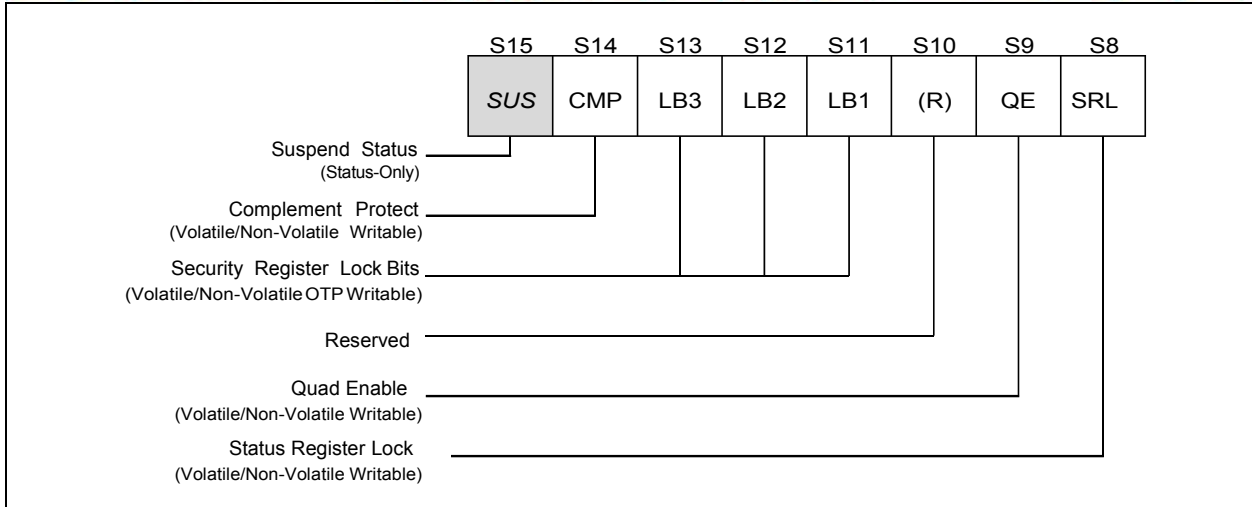 S15 S14 S13 S12 S11 S10 S9 S8
SUS CMP LB3 LB2 LB1 (R) QE SRL
Suspend Status
(Status-Only)
Complement Protect
(Volatile/Non-Volatile Writable)
Security Register Lock Bits
(Volatile/Non-Volatile OTP Writable)
Reserved
Quad Enable
(Volatile/Non-Volatile Writable)
Status Register Lock
(Volatile/Non-Volatile Writable)